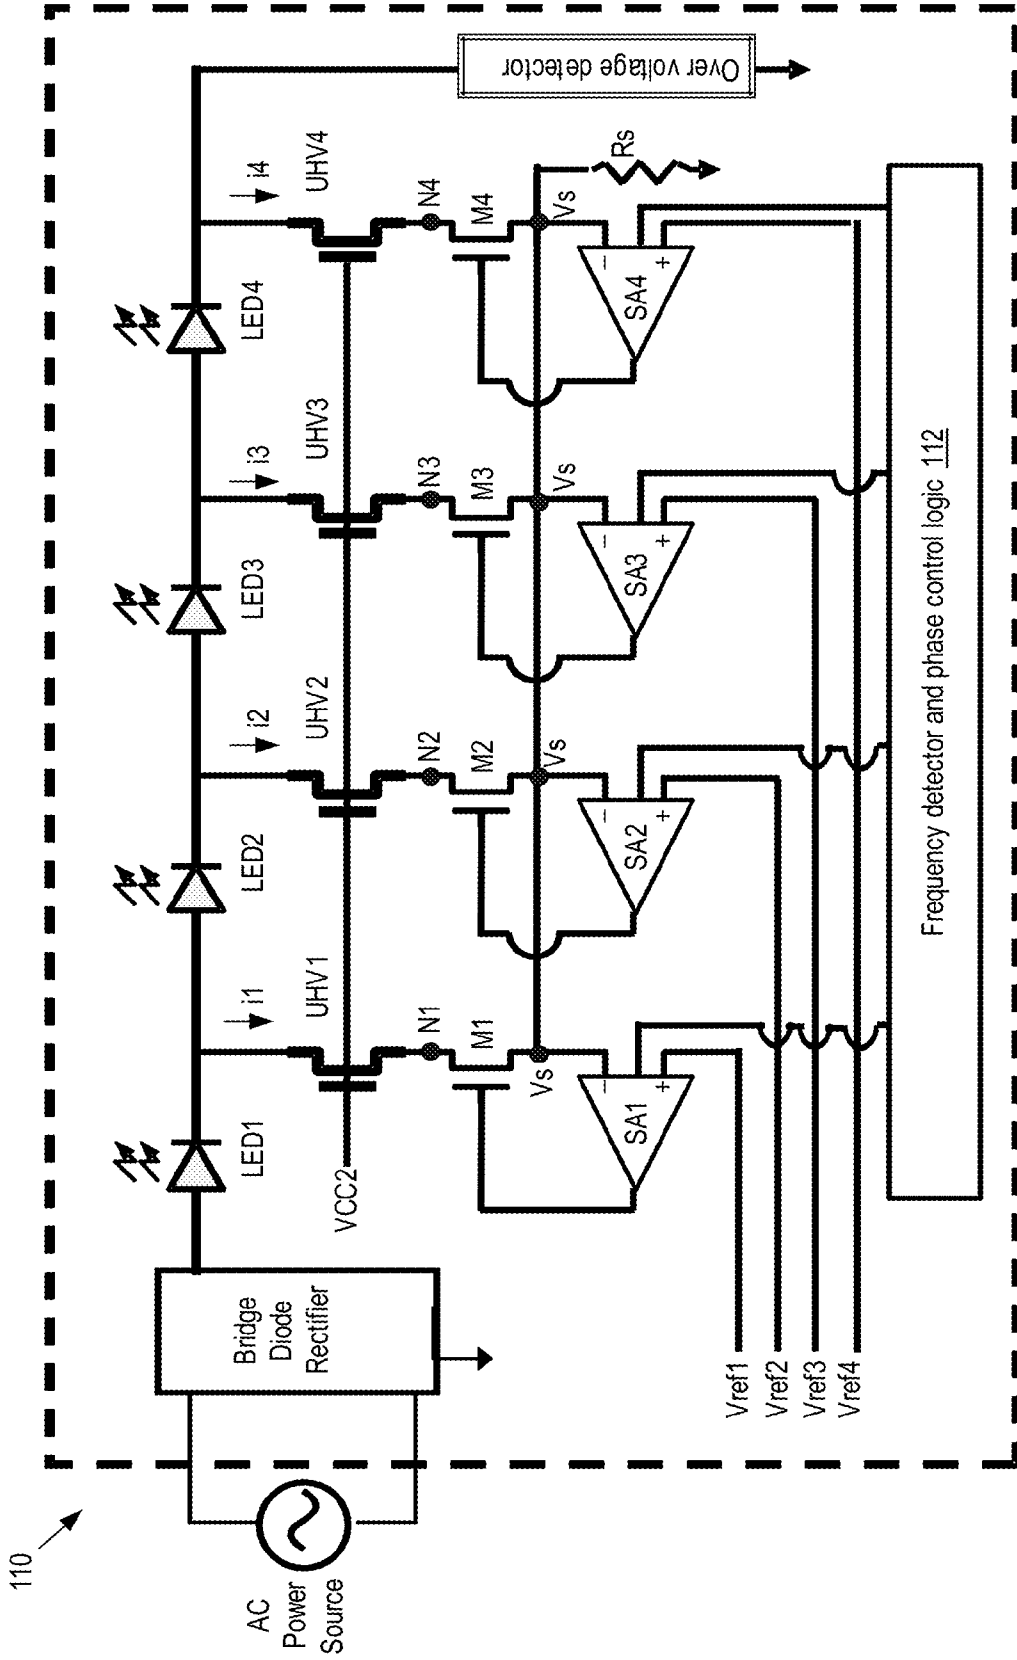 110
AC
Power
Source
Bridge
Diode
Rectifier
LED1
LED2
LED3
LED4
i1
i2
i3
i4
UHV1
UHV2
UHV3
UHV4
VCC2
N1
N2
N3
N4
M1
M2
M3
M4
Vs
Vs
Vs
Vs
Rs
Over voltage detector
−
+
SA1
−
+
SA2
−
+
SA3
−
+
SA4
Vref1
Vref2
Vref3
Vref4
Frequency detector and phase control logic 112